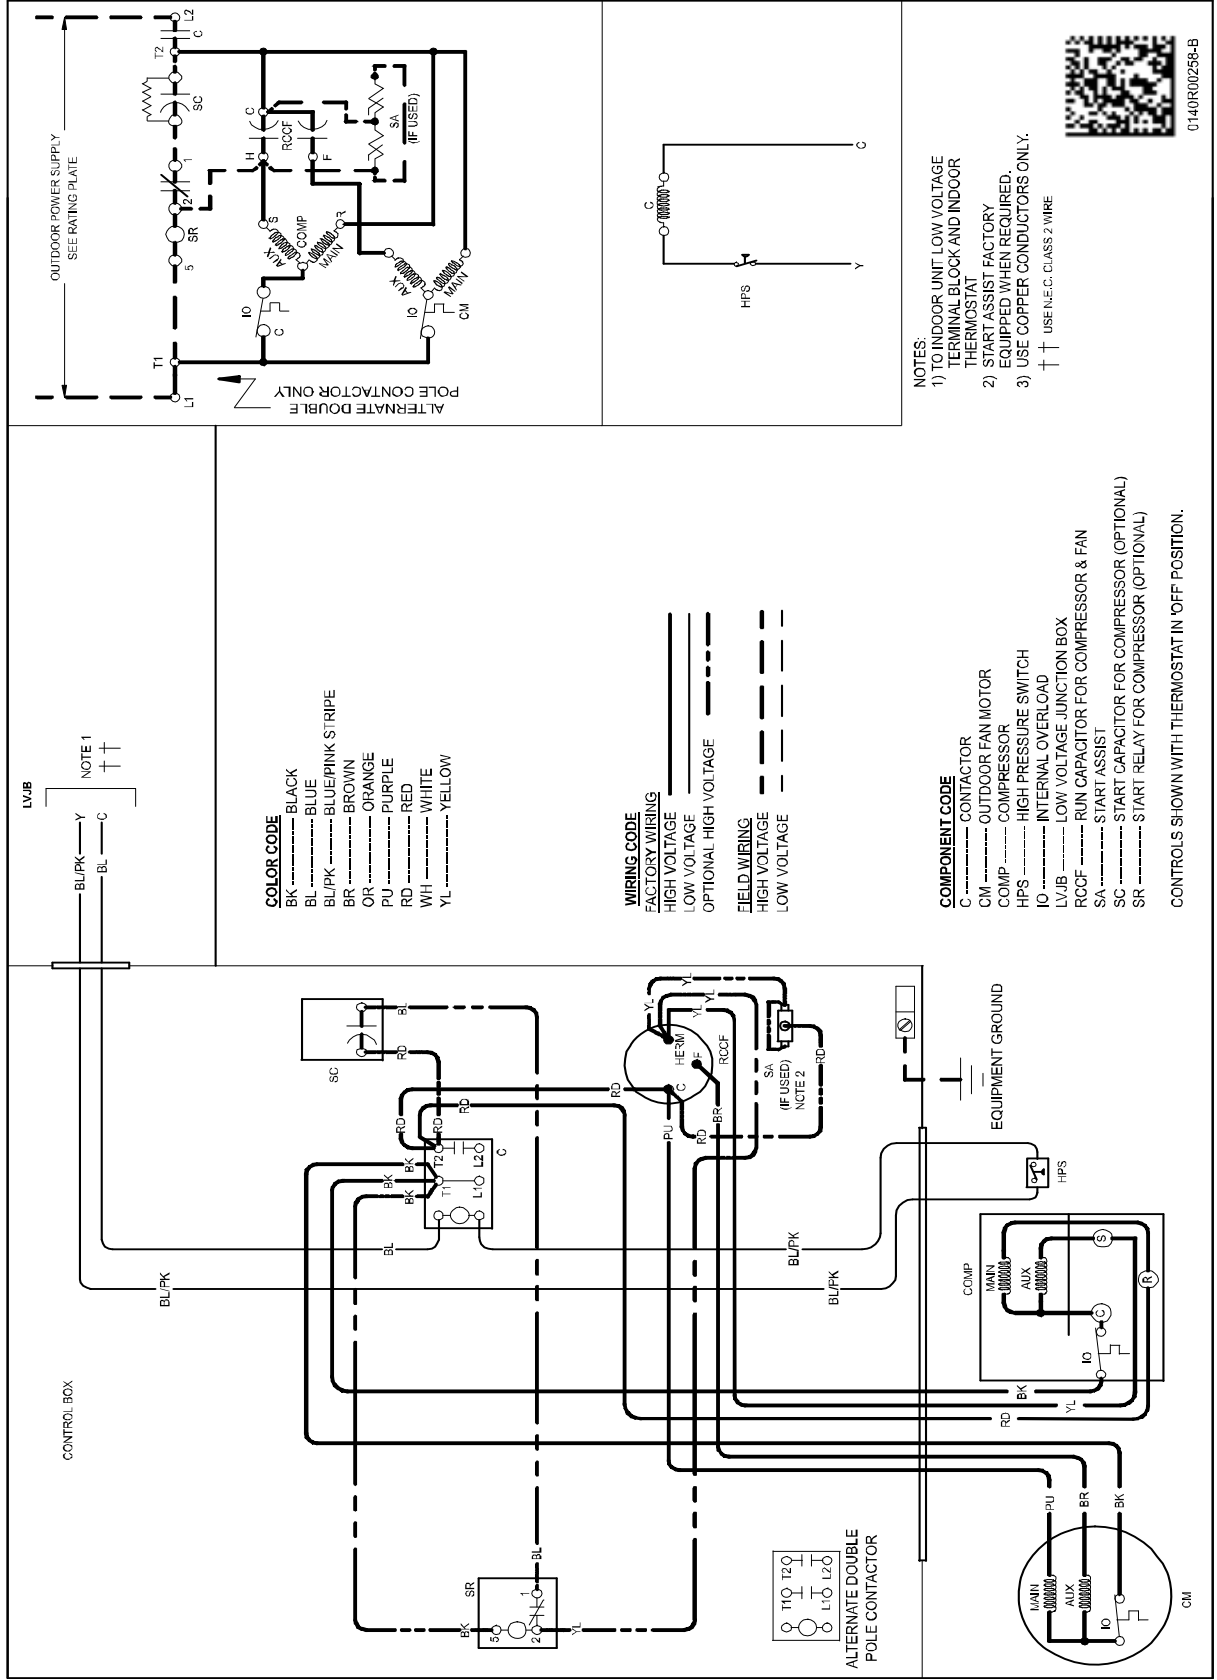 CONTROL BOX
BL/PK
BL
BL/PK
BL/PK
BK
BK
BK
T1
T2
L1
L2
C
RD
RD
RD
RD
BL
SC
RD
RD
SR
5
2
1
BK
YL
BL
PU
BR
RD
C
HERM
F
RCCF
YL
YL
YL
YL
SA
(IF USED)
NOTE 2
RD
EQUIPMENT GROUND
HPS
COMP
MAIN
AUX
S
R
C
IO
BK
YL
RD
PU
BR
BK
MAIN
AUX
IO
CM
T1
T2
L1
L2
ALTERNATE DOUBLE
POLE CONTACTOR
LVJB
BL/PK
Y
BL
C
NOTE 1
COLOR CODE
BK ---------- BLACK
BL ---------- BLUE
BL/PK ------ BLUE/PINK STRIPE
BR ---------- BROWN
OR ---------- ORANGE
PU ---------- PURPLE
RD ---------- RED
WH ---------- WHITE
YL ---------- YELLOW
WIRING CODE
FACTORY WIRING
HIGH VOLTAGE
LOW VOLTAGE
OPTIONAL HIGH VOLTAGE
FIELD WIRING
HIGH VOLTAGE
LOW VOLTAGE
COMPONENT CODE
C ---------- CONTACTOR
CM ---------- OUTDOOR FAN MOTOR
COMP ------ COMPRESSOR
HPS -------- HIGH PRESSURE SWITCH
IO ---------- INTERNAL OVERLOAD
LVJB ------- LOW VOLTAGE JUNCTION BOX
RCCF ------- RUN CAPACITOR FOR COMPRESSOR & FAN
SA ---------- START ASSIST
SC ---------- START CAPACITOR FOR COMPRESSOR (OPTIONAL)
SR ---------- START RELAY FOR COMPRESSOR (OPTIONAL)
CONTROLS SHOWN WITH THERMOSTAT IN 'OFF' POSITION.
OUTDOOR POWER SUPPLY
SEE RATING PLATE
L1
T1
5
SR
2
1
SC
T2
C
L2
ALTERNATE DOUBLE
POLE CONTACTOR ONLY
C
IO
S
AUX
COMP
MAIN
R
H
C
RCCF
F
SA
(IF USED)
IO
AUX
MAIN
CM
C
HPS
Y
C
NOTES:
1) TO INDOOR UNIT LOW VOLTAGE
TERMINAL BLOCK AND INDOOR
THERMOSTAT
2) START ASSIST FACTORY
EQUIPPED WHEN REQUIRED.
3) USE COPPER CONDUCTORS ONLY.
†† USE N.E.C. CLASS 2 WIRE
0140R00258-B